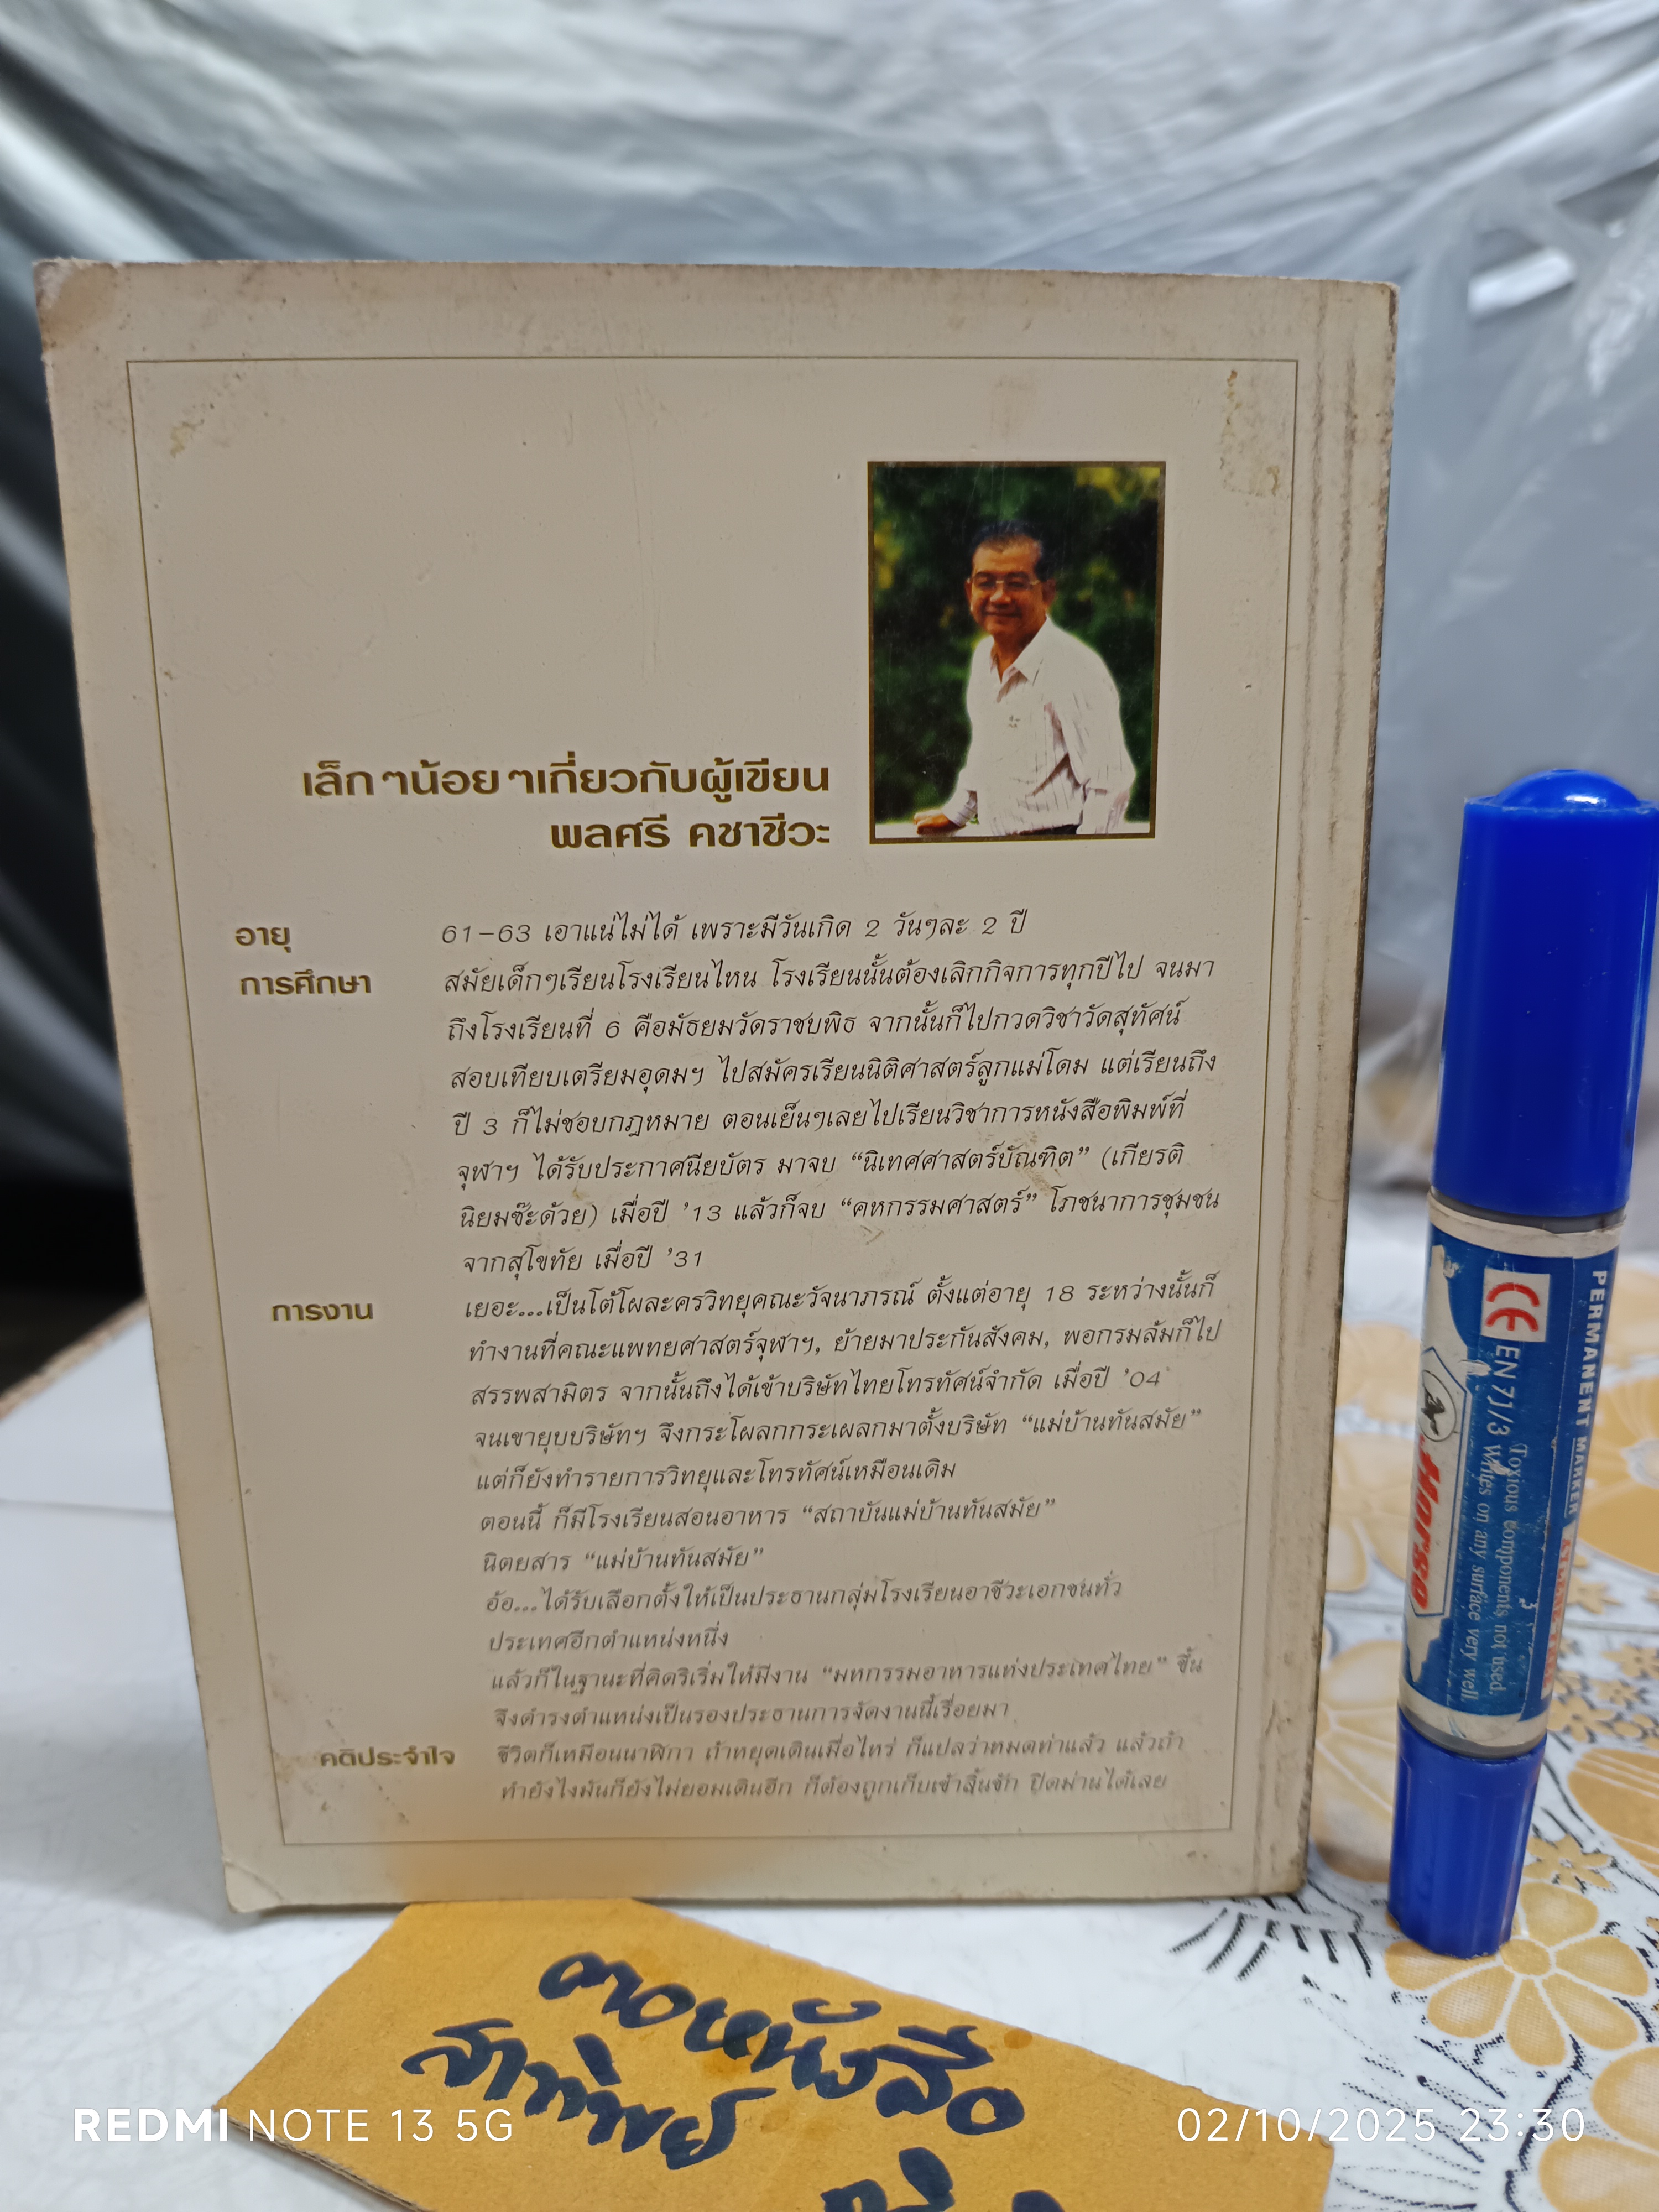 เล็กๆน้อยๆเกี่ยวกับผู้เขียน
พลศรี คชาชีวะ
อายุ 61-63 เอาแน่ไม่ได้ เพราะมีวันเกิด 2 วันๆละ 2 ปี
การศึกษา สมัยเด็กๆเรียนโรงเรียนไหน โรงเรียนนั้นต้องเลิกกิจการทุกปีไป จนมา
ถึงโรงเรียนที่ 6 คือมัธยมวัดราชบพิธ จากนั้นก็ไปกวดวิชาวัดสุทัศน์
สอบเทียบเตรียมอุดมฯ ไปสมัครเรียนนิติศาสตร์ลูกแม่โดม แต่เรียนถึง
ปี 3 ก็ไม่ชอบกฎหมาย ตอนเย็นๆเลยไปเรียนวิชาการหนังสือพิมพ์ที่
จุฬาฯ ได้รับประกาศนียบัตร มาจบ “นิเทศศาสตร์บัณฑิต” (เกียรติ
นิยมซ๊ะด้วย) เมื่อปี ’13 แล้วก็จบ “คหกรรมศาสตร์” โภชนาการชุมชน
จากสุโขทัย เมื่อปี ’31
การงาน เยอะ...เป็นโต้โผละครวิทยุคณะวัจนาภรณ์ ตั้งแต่อายุ 18 ระหว่างนั้นก็
ทำงานที่คณะแพทยศาสตร์จุฬาฯ, ย้ายมาประกันสังคม, พอกรมล้มก็ไป
สรรพสามิตร จากนั้นถึงได้เข้าบริษัทไทยโทรทัศน์จำกัด เมื่อปี ’04
จนเขายุบบริษัทฯ จึงกระโผลกกระเผลกมาตั้งบริษัท “แม่บ้านทันสมัย”
แต่ก็ยังทำรายการวิทยุและโทรทัศน์เหมือนเดิม
ตอนนี้ ก็มีโรงเรียนสอนอาหาร “สถาบันแม่บ้านทันสมัย”
นิตยสาร “แม่บ้านทันสมัย”
อ้อ...ได้รับเลือกตั้งให้เป็นประธานกลุ่มโรงเรียนอาชีวะเอกชนทั่ว
ประเทศอีกตำแหน่งหนึ่ง
แล้วก็ในฐานะที่คิดริเริ่มให้มีงาน “มหกรรมอาหารแห่งประเทศไทย” ขึ้น
จึงดำรงตำแหน่งเป็นรองประธานการจัดงานนี้เรื่อยมา
คติประจำใจ ชีวิตก็เหมือนนาฬิกา ถ้าหยุดเดินเมื่อไหร่ ก็แปลว่าหมดท่าแล้ว แล้วถ้า
ทำยังไงมันก็ยังไม่ยอมเดินอีก ก็ต้องถูกเก็บเข้าลิ้นชัก ปิดม่านได้เลย
PERMANENT MARKER
CE EN 71/3 Writes on any surface very well.
Toxious components not used.
Horse
คอหนังสือ
สาทิพย์
REDMI NOTE 13 5G
02/10/2025 23:30